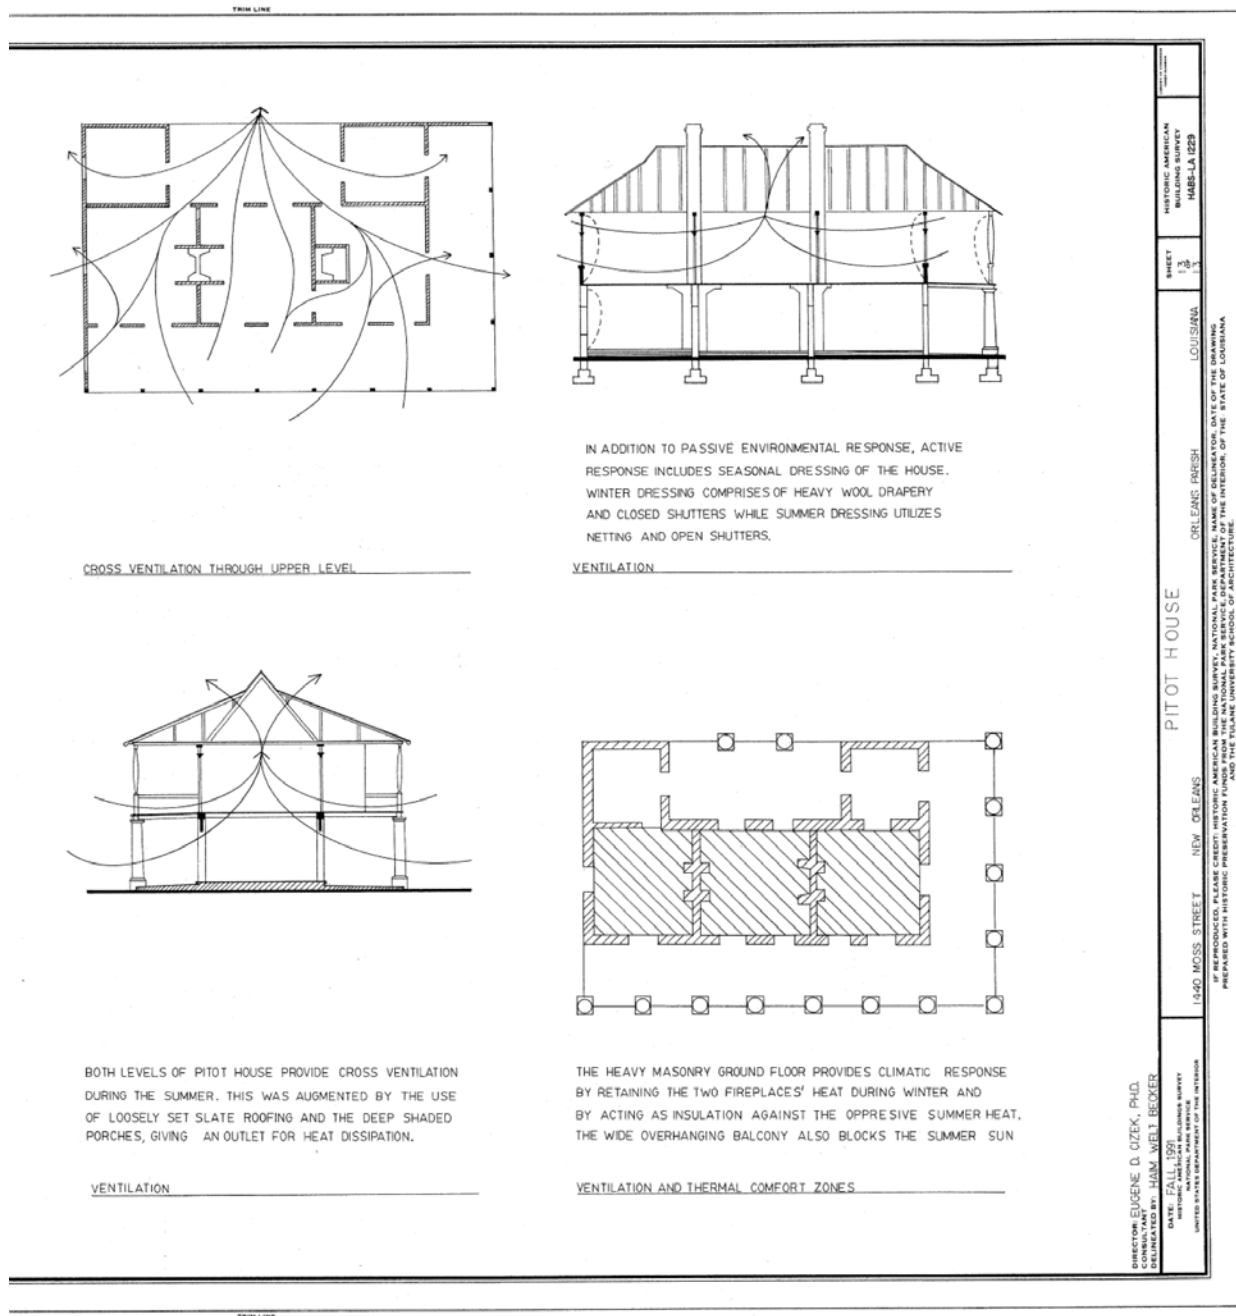 TRIM LINE
CROSS VENTILATION THROUGH UPPER LEVEL
IN ADDITION TO PASSIVE ENVIRONMENTAL RESPONSE, ACTIVE
RESPONSE INCLUDES SEASONAL DRESSING OF THE HOUSE.
WINTER DRESSING COMPRISES OF HEAVY WOOL DRAPERY
AND CLOSED SHUTTERS WHILE SUMMER DRESSING UTILIZES
NETTING AND OPEN SHUTTERS.
VENTILATION
BOTH LEVELS OF PITOT HOUSE PROVIDE CROSS VENTILATION
DURING THE SUMMER. THIS WAS AUGMENTED BY THE USE
OF LOOSELY SET SLATE ROOFING AND THE DEEP SHADED
PORCHES, GIVING AN OUTLET FOR HEAT DISSIPATION.
VENTILATION
THE HEAVY MASONRY GROUND FLOOR PROVIDES CLIMATIC RESPONSE
BY RETAINING THE TWO FIREPLACES' HEAT DURING WINTER AND
BY ACTING AS INSULATION AGAINST THE OPPRESIVE SUMMER HEAT.
THE WIDE OVERHANGING BALCONY ALSO BLOCKS THE SUMMER SUN
VENTILATION AND THERMAL COMFORT ZONES
DIRECTOR: EUGENE D. CIZEK, PH.D.
CONSULTANT
DELINEATED BY: HAIM WELT BECKER
DATE: FALL, 1991
HISTORIC AMERICAN BUILDINGS SURVEY
NATIONAL PARK SERVICE
UNITED STATES DEPARTMENT OF THE INTERIOR
PITOT HOUSE
1440 MOSS STREET NEW ORLEANS ORLEANS PARISH LOUISIANA
SHEET
13 OF 13
HISTORIC AMERICAN
BUILDING SURVEY
HABS-LA 1229
IF REPRODUCED, PLEASE CREDIT: HISTORIC AMERICAN BUILDING SURVEY, NATIONAL PARK SERVICE, NAME OF DELINEATOR, DATE OF THE DRAWING
PREPARED WITH HISTORIC PRESERVATION FUNDS FROM THE NATIONAL PARK SERVICE, DEPARTMENT OF THE INTERIOR, OF THE STATE OF LOUISIANA
AND THE TULANE UNIVERSITY SCHOOL OF ARCHITECTURE.
TRIM LINE